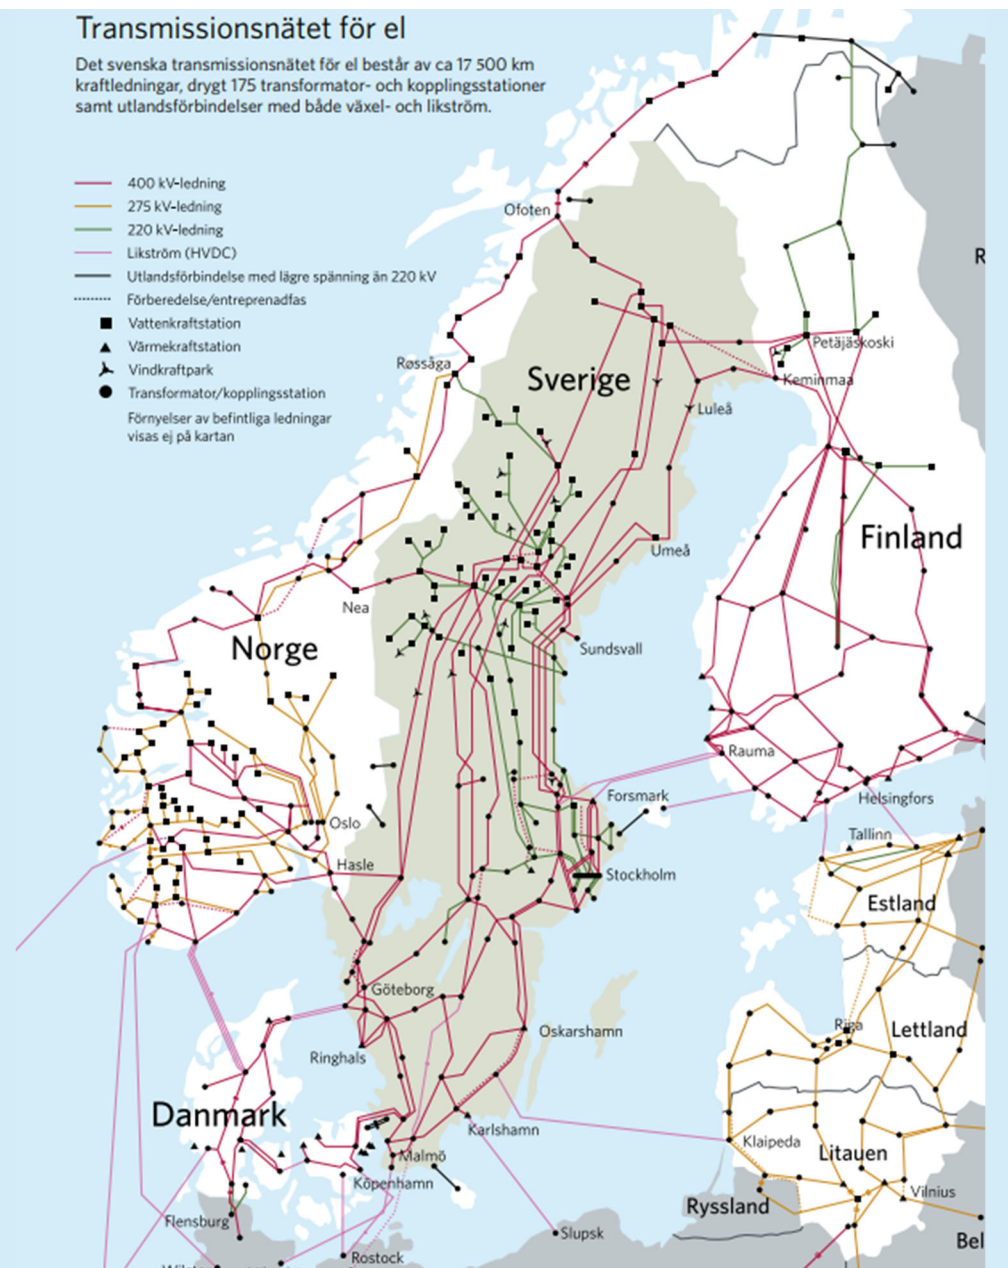 Transmissionsnätet för el
Det svenska transmissionsnätet för el består av ca 17 500 km
kraftledningar, drygt 175 transformator- och kopplingsstationer
samt utlandsförbindelser med både växel- och likström.
400 kV-ledning
275 kV-ledning
220 kV-ledning
Likström (HVDC)
Utlandsförbindelse med lägre spänning än 220 kV
Förberedelse/entreprenadfas
Vattenkraftstation
Värmekraftstation
Vindkraftpark
Transformator/kopplingsstation
Förnyelser av befintliga ledningar
visas ej på kartan
Ofoten
R
Petäjäskoski
Røssåga
Sverige
Keminmaa
Luleå
Finland
Umeå
Nea
Norge
Sundsvall
Rauma
Forsmark
Helsingfors
Oslo
Tallinn
Hasle
Stockholm
Estland
Göteborg
Oskarshamn
Riga
Lettland
Ringhals
Danmark
Karlshamn
Klaipeda
Malmö
Litauen
Köpenhamn
Vilnius
Ryssland
Flensburg
Slupsk
Bel
Rostock